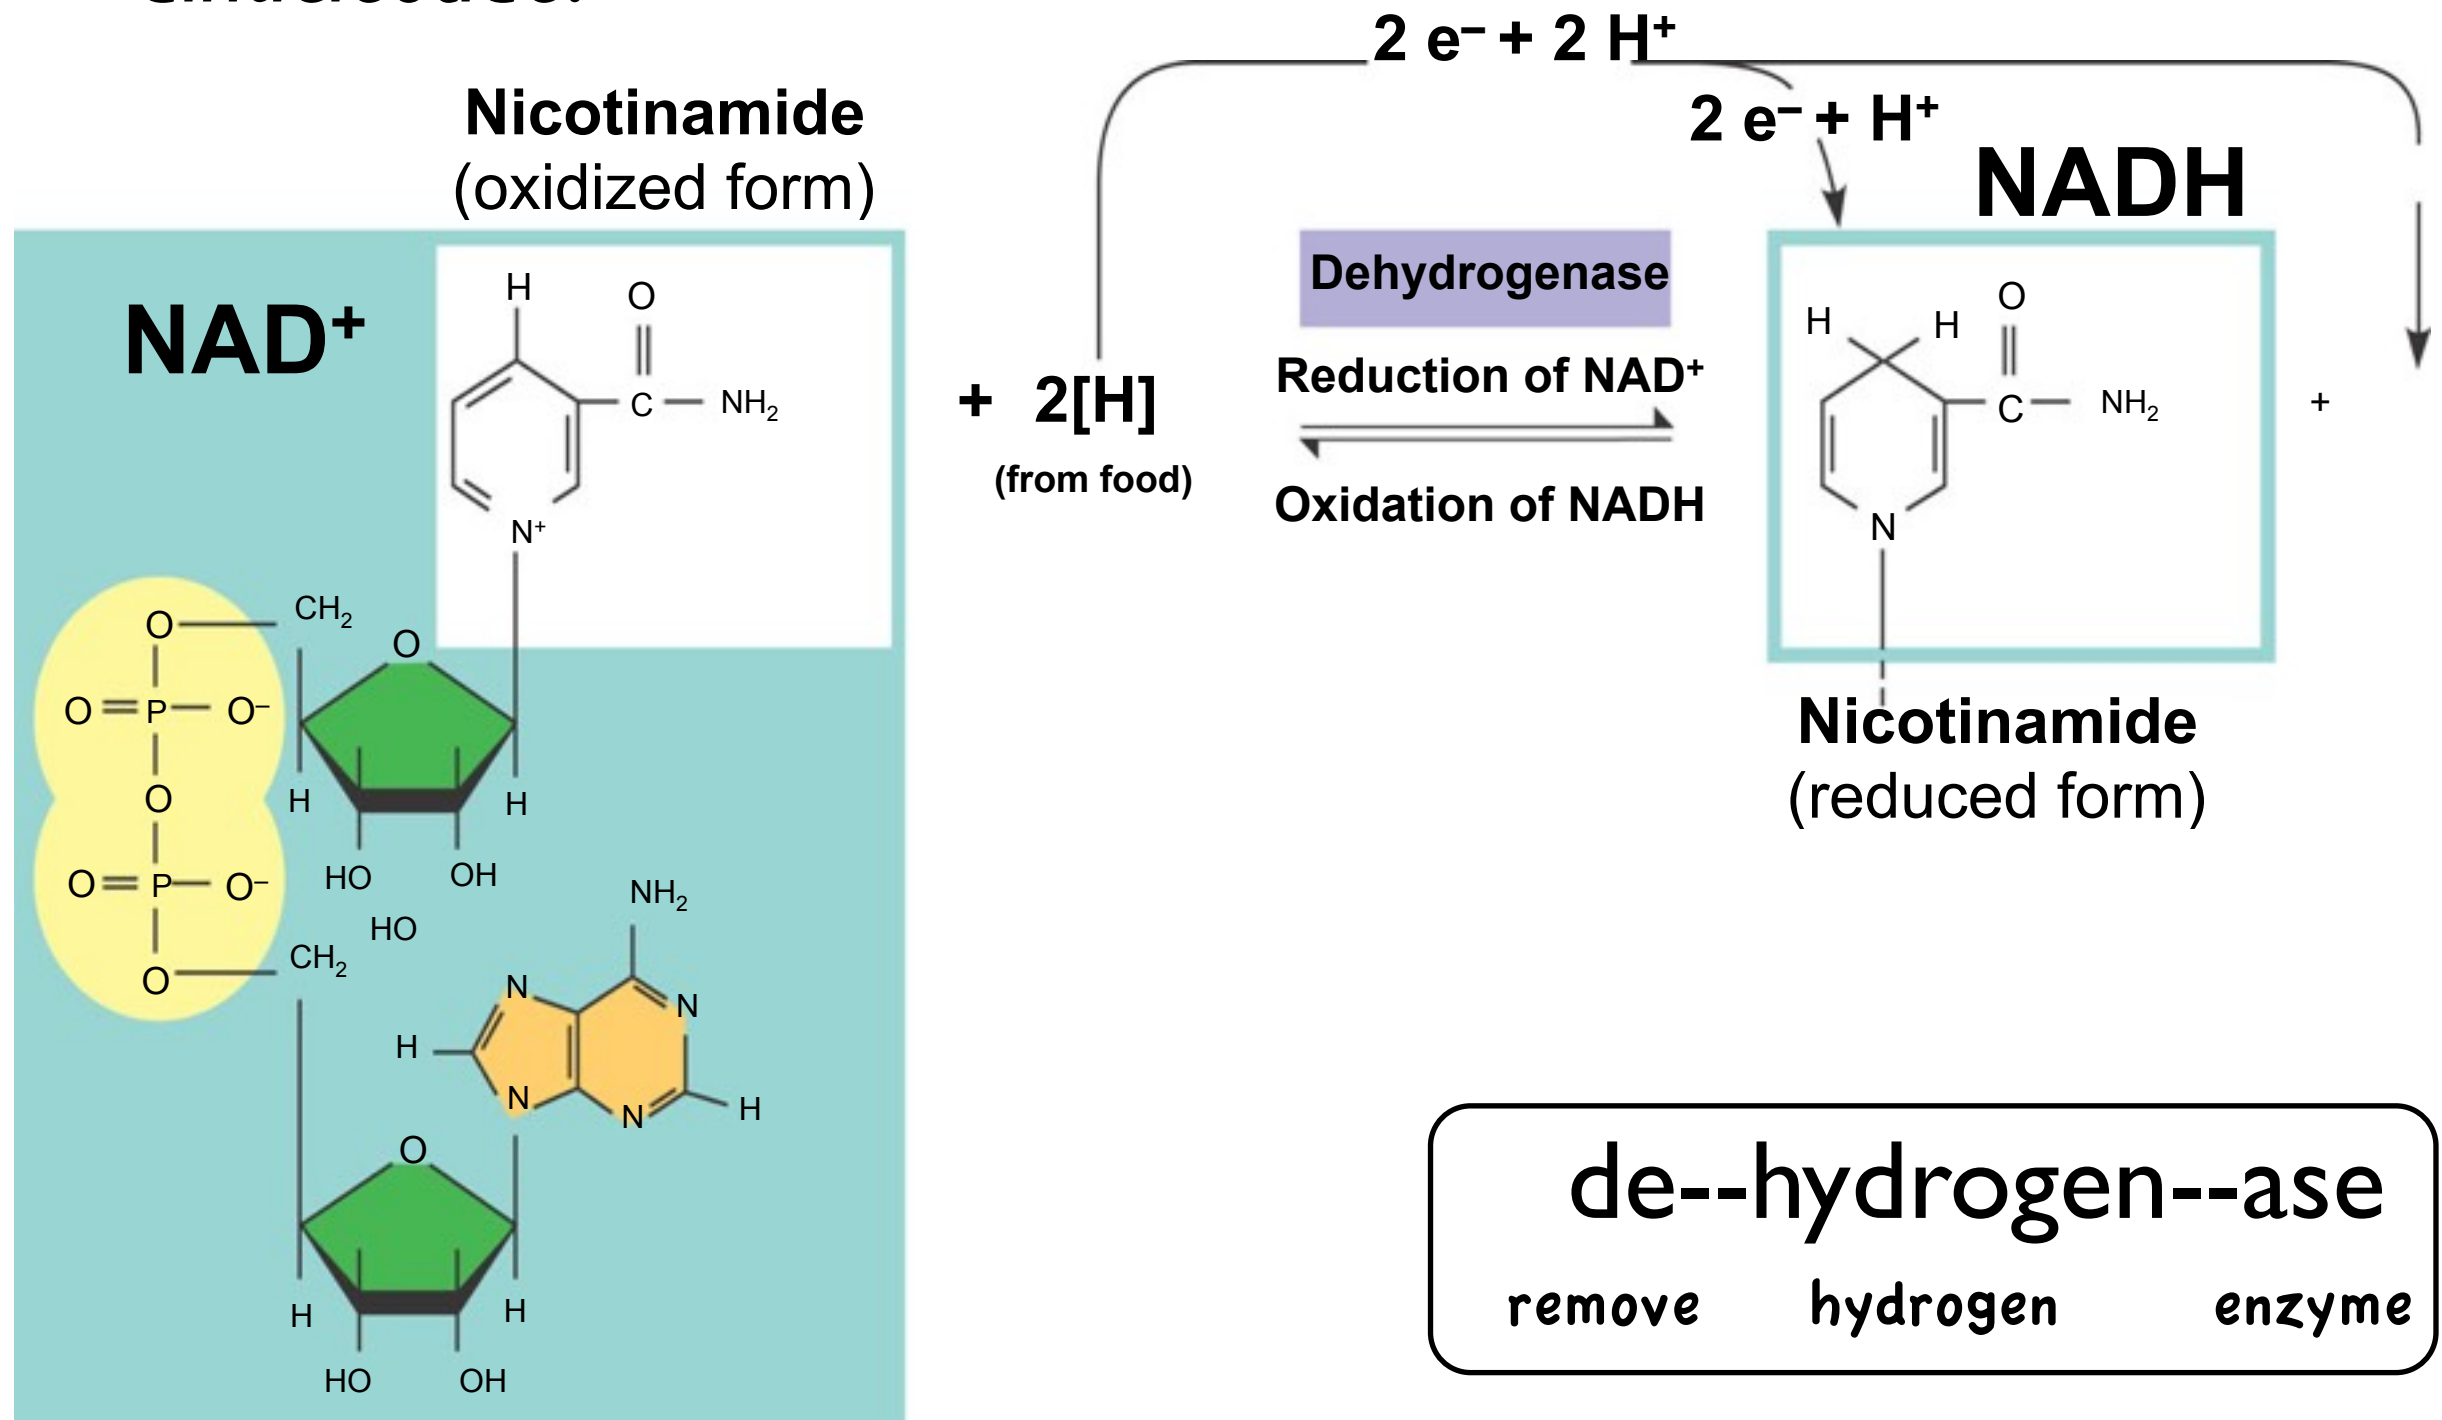 2 e– + 2 H+
2 e– + H+
Nicotinamide
(oxidized form)
NADH
NAD+
H
O
C
NH2
N+
+ 2[H]
(from food)
Dehydrogenase
Reduction of NAD+
Oxidation of NADH
H
H
O
C
NH2
N
+
Nicotinamide
(reduced form)
O
CH2
O
O
P
O–
O
H
H
HO
OH
O
P
O–
HO
O
CH2
NH2
N
N
H
N
N
H
O
H
H
HO
OH
de--hydrogen--ase
remove hydrogen enzyme